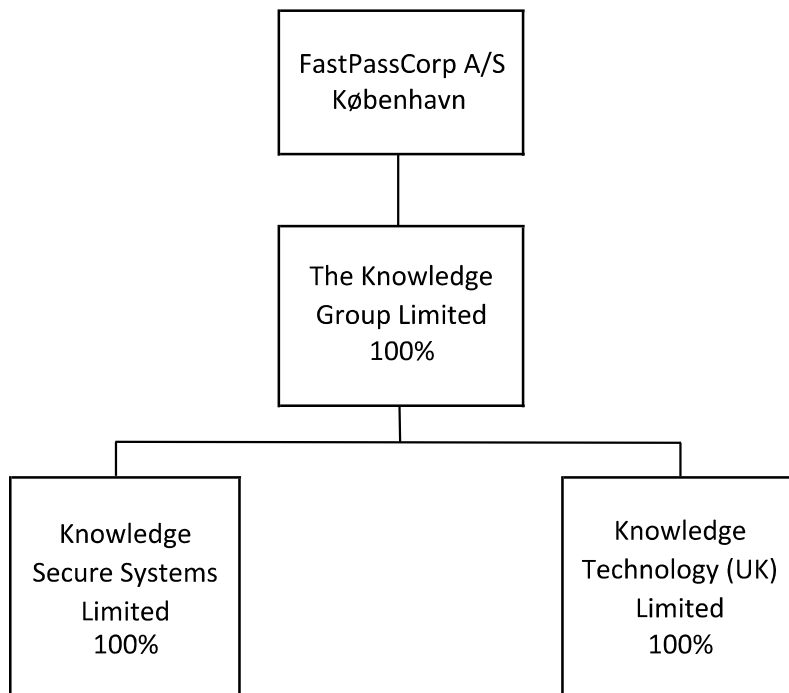 FastPassCorp A/S
København
The Knowledge
Group Limited
100%
Knowledge
Secure Systems
Limited
100%
Knowledge
Technology (UK)
Limited
100%